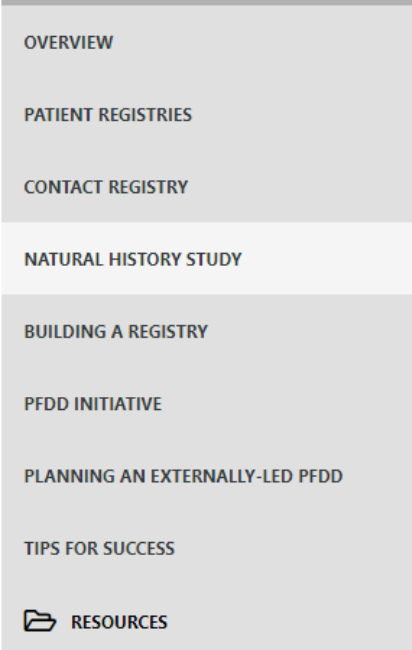 OVERVIEW
PATIENT REGISTRIES
CONTACT REGISTRY
NATURAL HISTORY STUDY
BUILDING A REGISTRY
PFDD INITIATIVE
PLANNING AN EXTERNALLY-LED PFDD
TIPS FOR SUCCESS
RESOURCES